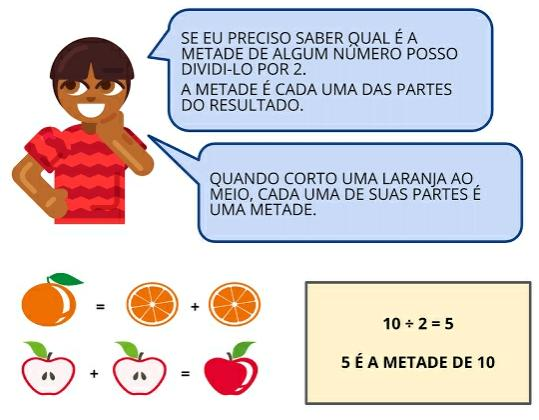 SE EU PRECISO SABER QUAL É A
METADE DE ALGUM NÚMERO POSSO
DIVIDI-LO POR 2.
A METADE É CADA UMA DAS PARTES
DO RESULTADO.
QUANDO CORTO UMA LARANJA AO
MEIO, CADA UMA DE SUAS PARTES É
UMA METADE.
= +
+ =
10 ÷ 2 = 5
5 É A METADE DE 10